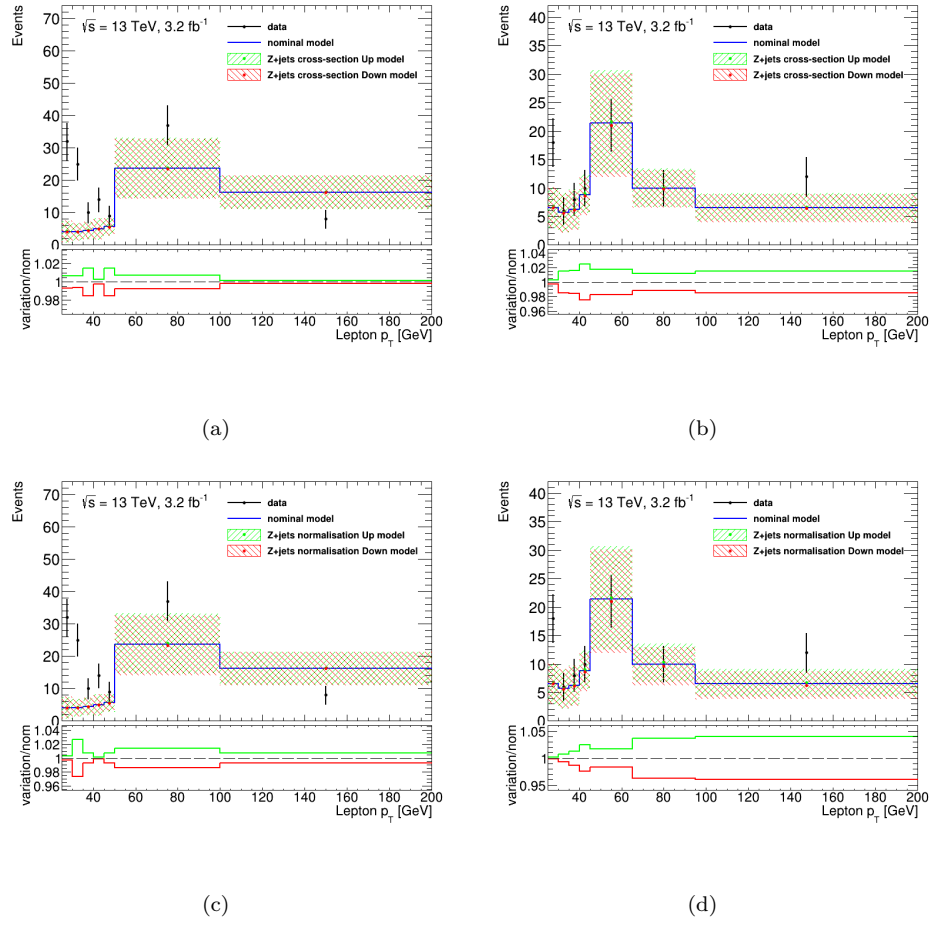 Events
70
60
50
40
30
20
10
0
√s = 13 TeV, 3.2 fb⁻¹
data
nominal model
Z+jets cross-section Up model
Z+jets cross-section Down model
variation/nom
1.02
1
0.98
40 60 80 100 120 140 160 180 200
Lepton p_T [GeV]
(a)
Events
40
35
30
25
20
15
10
5
0
√s = 13 TeV, 3.2 fb⁻¹
data
nominal model
Z+jets cross-section Up model
Z+jets cross-section Down model
variation/nom
1.04
1.02
1
0.98
0.96
40 60 80 100 120 140 160 180 200
Lepton p_T [GeV]
(b)
Events
70
60
50
40
30
20
10
0
√s = 13 TeV, 3.2 fb⁻¹
data
nominal model
Z+jets normalisation Up model
Z+jets normalisation Down model
variation/nom
1.04
1.02
1
0.98
0.96
40 60 80 100 120 140 160 180 200
Lepton p_T [GeV]
(c)
Events
40
35
30
25
20
15
10
5
0
√s = 13 TeV, 3.2 fb⁻¹
data
nominal model
Z+jets normalisation Up model
Z+jets normalisation Down model
variation/nom
1.05
1
0.95
40 60 80 100 120 140 160 180 200
Lepton p_T [GeV]
(d)